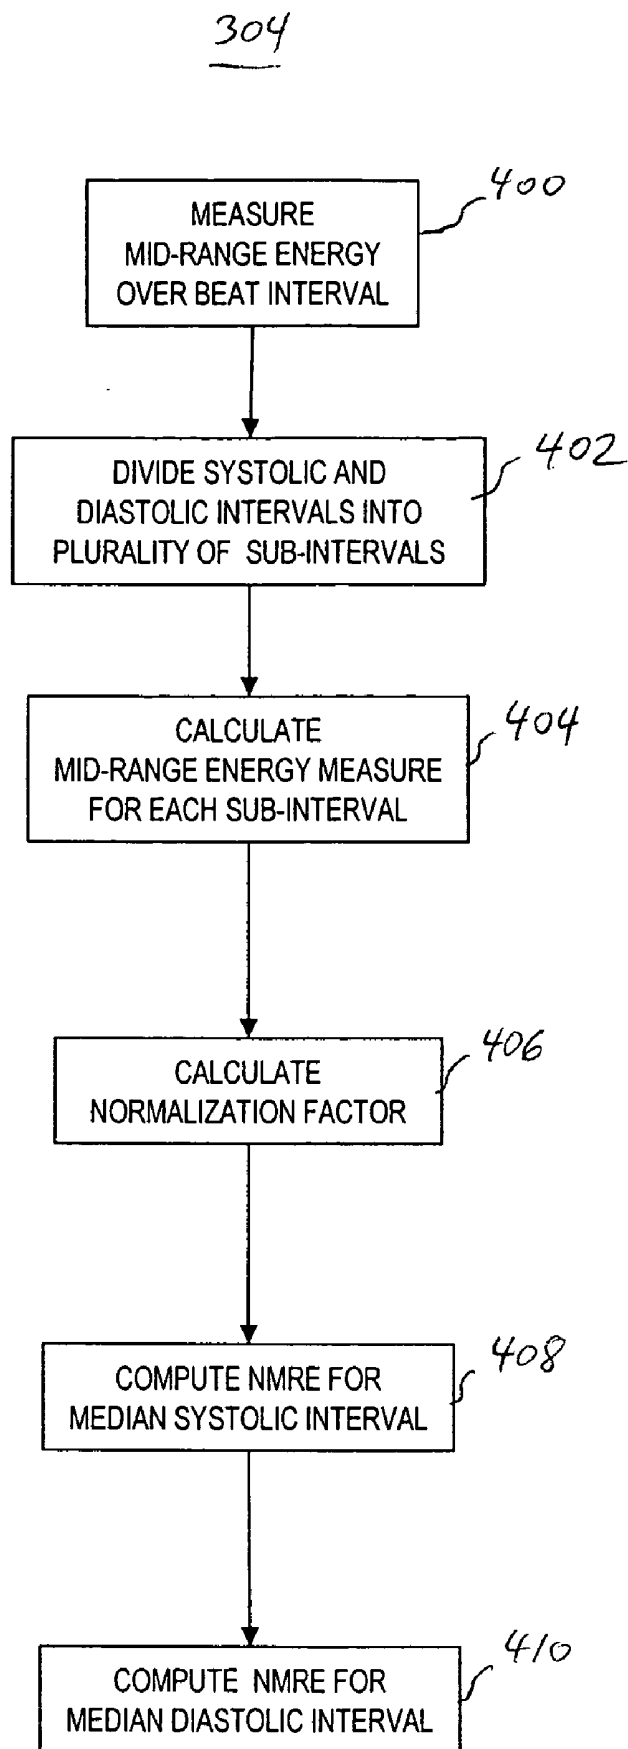 304
400
MEASURE
MID-RANGE ENERGY
OVER BEAT INTERVAL
402
DIVIDE SYSTOLIC AND
DIASTOLIC INTERVALS INTO
PLURALITY OF SUB-INTERVALS
404
CALCULATE
MID-RANGE ENERGY MEASURE
FOR EACH SUB-INTERVAL
406
CALCULATE
NORMALIZATION FACTOR
408
COMPUTE NMRE FOR
MEDIAN SYSTOLIC INTERVAL
410
COMPUTE NMRE FOR
MEDIAN DIASTOLIC INTERVAL